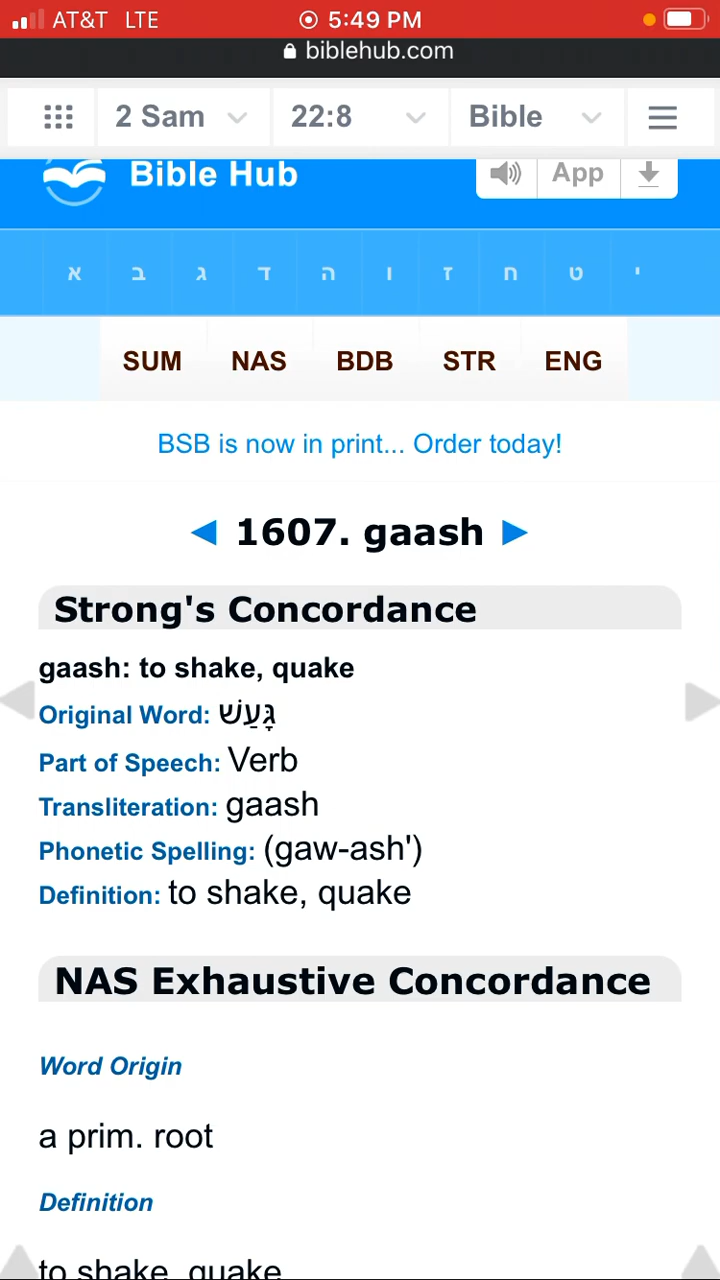 AT&T LTE 5:49 PM
biblehub.com
2 Sam 22:8 Bible
Bible Hub App
א ב ג ד ה ו ז ח ט י
SUM NAS BDB STR ENG
BSB is now in print... Order today!
1607. gaash
Strong's Concordance
gaash: to shake, quake
Original Word: גָּעַשׁ
Part of Speech: Verb
Transliteration: gaash
Phonetic Spelling: (gaw-ash')
Definition: to shake, quake
NAS Exhaustive Concordance
Word Origin
a prim. root
Definition
to shake, quake